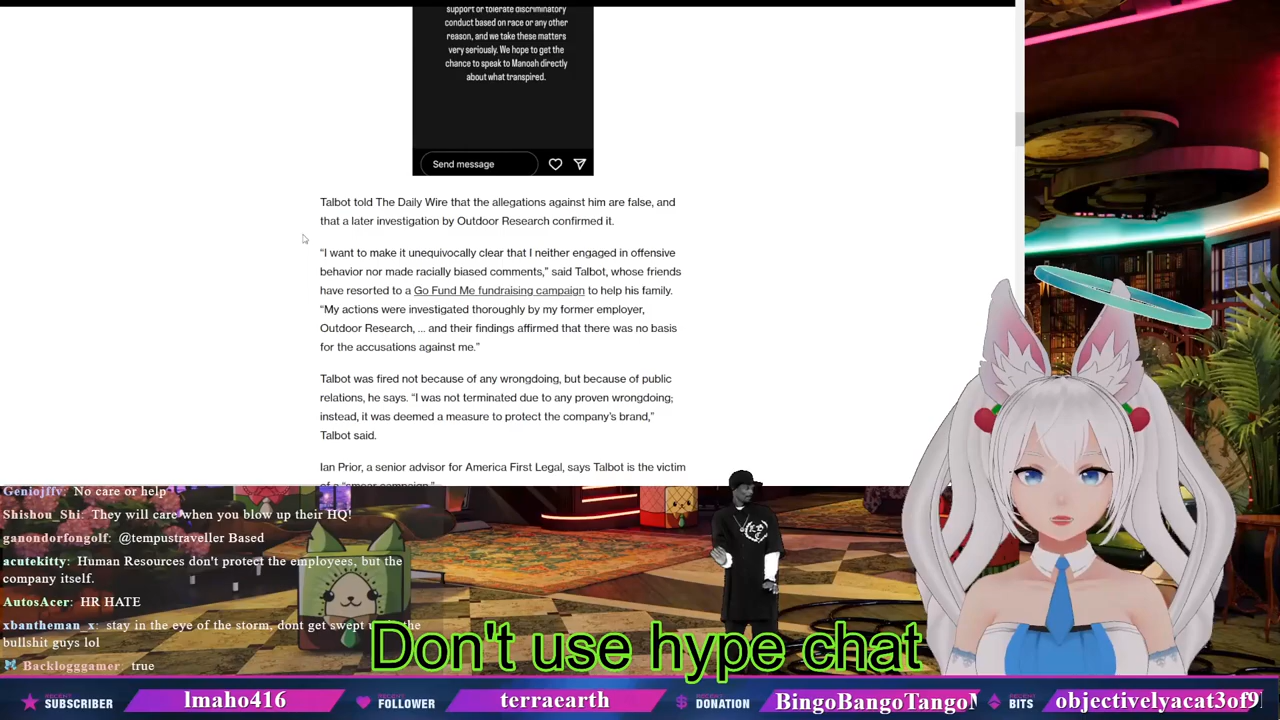 support or tolerate discriminatory
conduct based on race or any other
reason, and we take these matters
very seriously. We hope to get the
chance to speak to Manoah directly
about what transpired.
Send message
Talbot told The Daily Wire that the allegations against him are false, and
that a later investigation by Outdoor Research confirmed it.
“I want to make it unequivocally clear that I neither engaged in offensive
behavior nor made racially biased comments,” said Talbot, whose friends
have resorted to a Go Fund Me fundraising campaign to help his family.
“My actions were investigated thoroughly by my former employer,
Outdoor Research, ... and their findings affirmed that there was no basis
for the accusations against me.”
Talbot was fired not because of any wrongdoing, but because of public
relations, he says. “I was not terminated due to any proven wrongdoing;
instead, it was deemed a measure to protect the company’s brand,”
Talbot said.
Ian Prior, a senior advisor for America First Legal, says Talbot is the victim
of a “smear campaign.”
Geniojffv: No care or help
Shishou_Shi: They will care when you blow up their HQ!
ganondorfongolf: @tempustraveller Based
acutekitty: Human Resources don't protect the employees, but the
company itself.
AutosAcer: HR HATE
xbantheman_x: stay in the eye of the storm, dont get swept up the
bullshit guys lol
Backlogggamer: true
Don't use hype chat
RECENT SUBSCRIBER lmaho416
RECENT FOLLOWER terraearth
RECENT DONATION BingoBangoTango
RECENT BITS objectivelyacat3of9